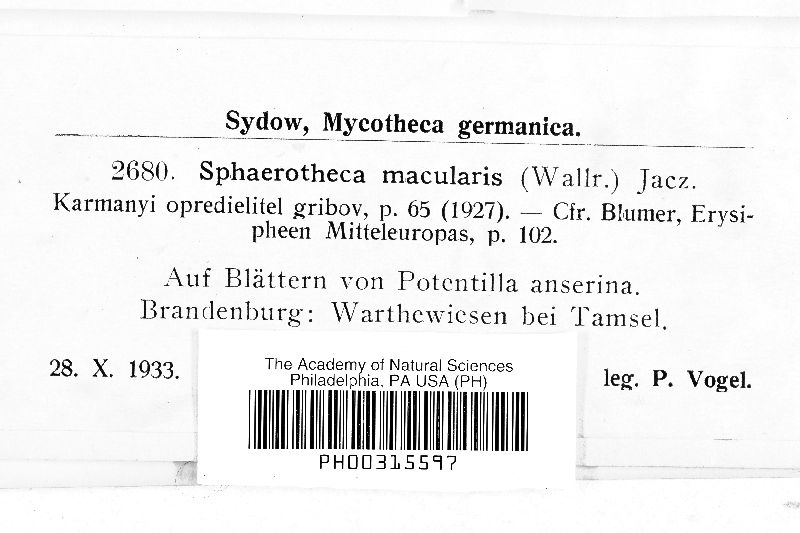 Sydow, Mycotheca germanica.
2680. Sphaerotheca macularis (Wallr.) Jacz.
Karmanyi opredielitel gribov, p. 65 (1927). — Cfr. Blumer, Erysi-
pheen Mitteleuropas, p. 102.
Auf Blättern von Potentilla anserina.
Brandenburg: Warthewiesen bei Tamsel.
28. X. 1933.
leg. P. Vogel.
The Academy of Natural Sciences
Philadelphia, PA USA (PH)
PH00315597